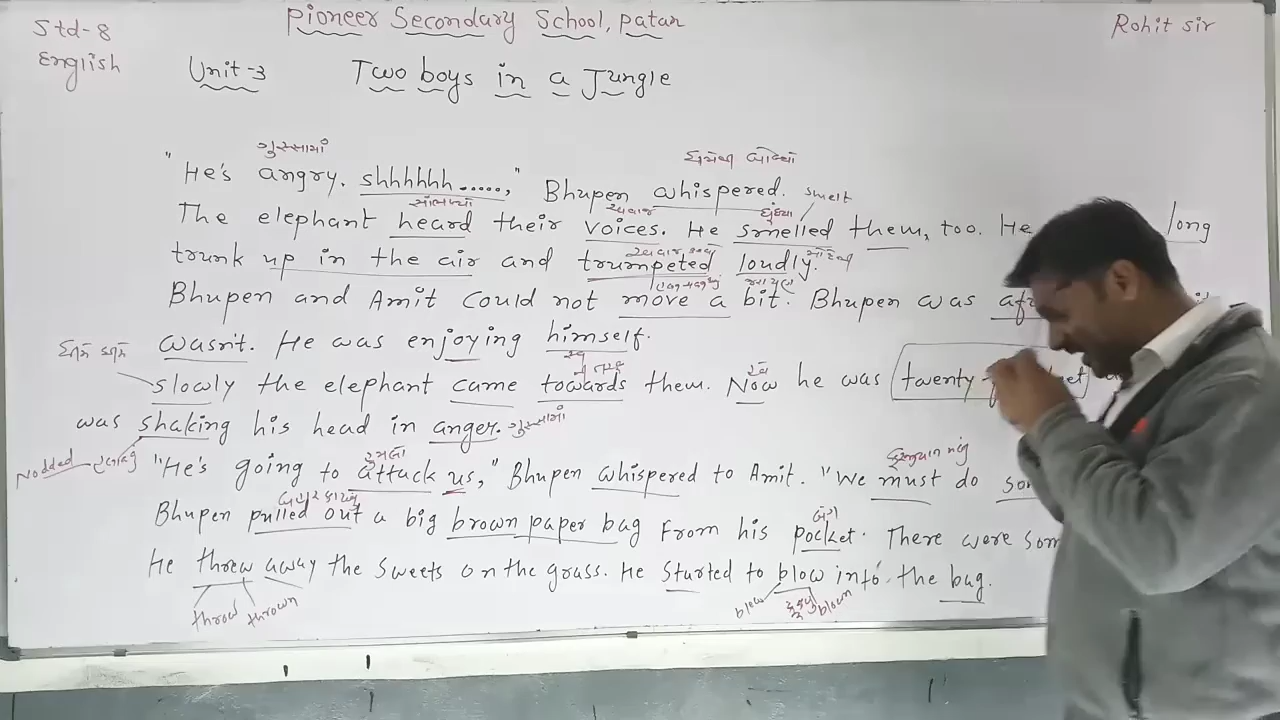 Std-8
English
Pioneer Secondary School, Patan
Rohit sir
Unit-3 Two boys in a Jungle
ગુસ્સામાં
"He's angry. shhhhhh.....," Bhupen whispered. smelt
સાંભળ્યો અવાજ
The elephant heard their voices. He smelled them, too. He long
trunk up in the air and trumpeted loudly.
Bhupen and Amit could not move a bit. Bhupen was
wasn't. He was enjoying himself.
slowly the elephant came towards them. Now he was twenty
was shaking his head in anger. ગુસ્સામાં
Nodded
હુમલો
"He's going to attack us," Bhupen whispered to Amit. "We must do
Bhupen pulled out a big brown paper bag From his pocket. There were
He threw away the sweets on the grass. He started to blow into the bag.
throw thrown blew blown